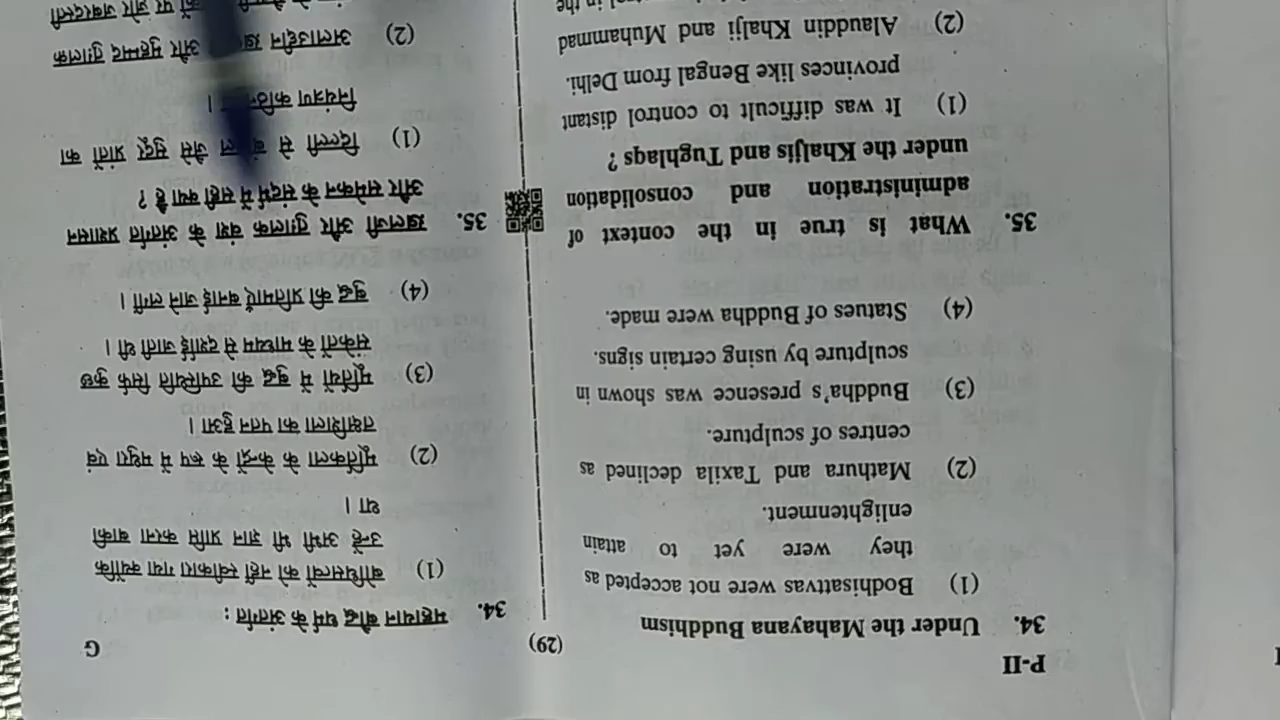 P-II
(29)
G
34. Under the Mahayana Buddhism
(1) Bodhisattvas were not accepted as
they were yet to attain
enlightenment.
(2) Mathura and Taxila declined as
centres of sculpture.
(3) Buddha's presence was shown in
sculpture by using certain signs.
(4) Statues of Buddha were made.
35. What is true in the context of
administration and consolidation
under the Khaljis and Tughlaqs ?
(1) It was difficult to control distant
provinces like Bengal from Delhi.
(2) Alauddin Khalji and Muhammad
34. महायान बौद्ध धर्म के अंतर्गत :
(1) बोधिसत्वों को नहीं स्वीकारा गया क्योंकि
उन्हें अभी भी ज्ञान प्राप्ति करना बाकी
था ।
(2) मूर्तिकला के केन्द्रों के रूप में मथुरा एवं
तक्षशिला का पतन हुआ ।
(3) मूर्तियों में बुद्ध की उपस्थिति सिर्फ कुछ
संकेतों के माध्यम से दर्शाई जाती थी ।
(4) बुद्ध की प्रतिमाएँ बनाई जाने लगी ।
35. खलजी और तुगलक वंश के अंतर्गत प्रशासन
और समेकन के संदर्भ में सही क्या है ?
(1) दिल्ली से जैसे सुदूर प्रांतों का
नियंत्रण ।
(2) अलाउद्दीन और मुहम्मद तुगलक
पर जोर जबरदस्ती